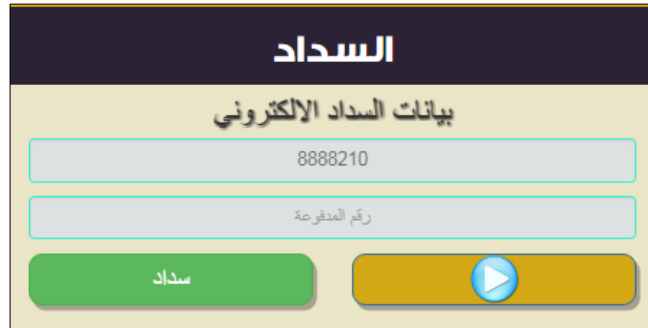 السداد
بيانات السداد الالكتروني
8888210
رقم المدفوعة
سداد